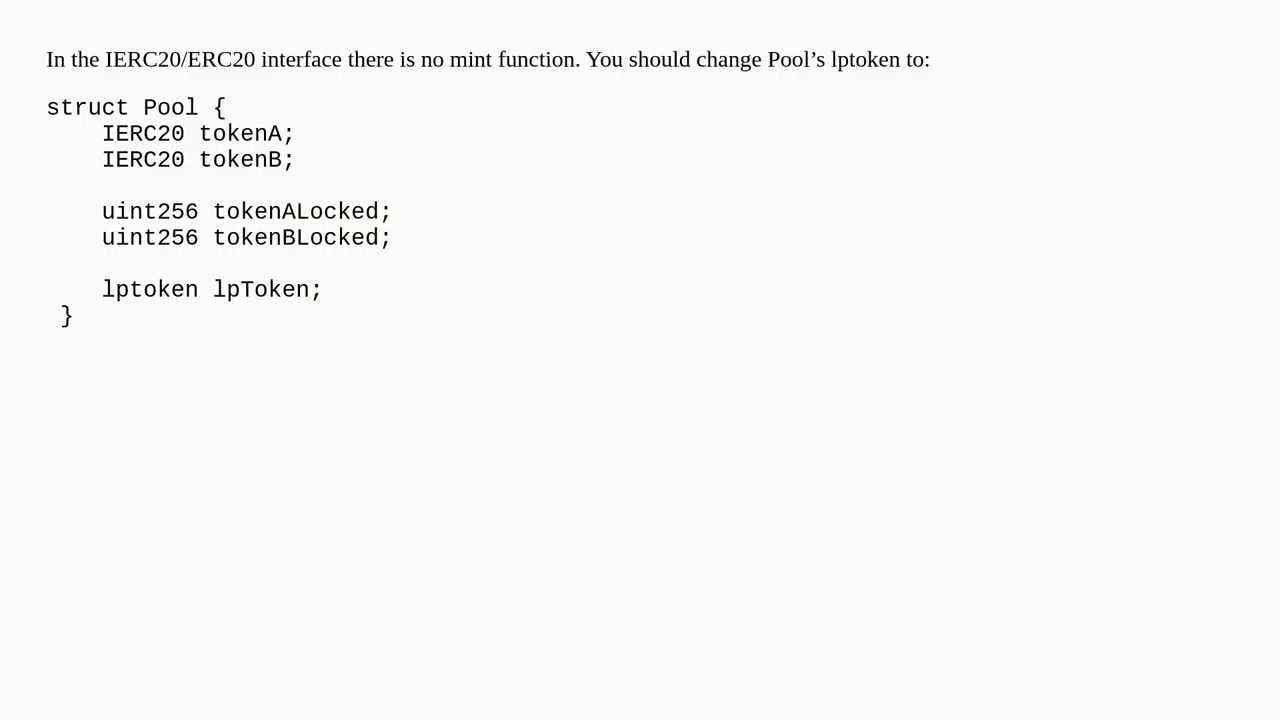 In the IERC20/ERC20 interface there is no mint function. You should change Pool’s lptoken to:
struct Pool {
    IERC20 tokenA;
    IERC20 tokenB;
    uint256 tokenALocked;
    uint256 tokenBLocked;
    lptoken lpToken;
 }